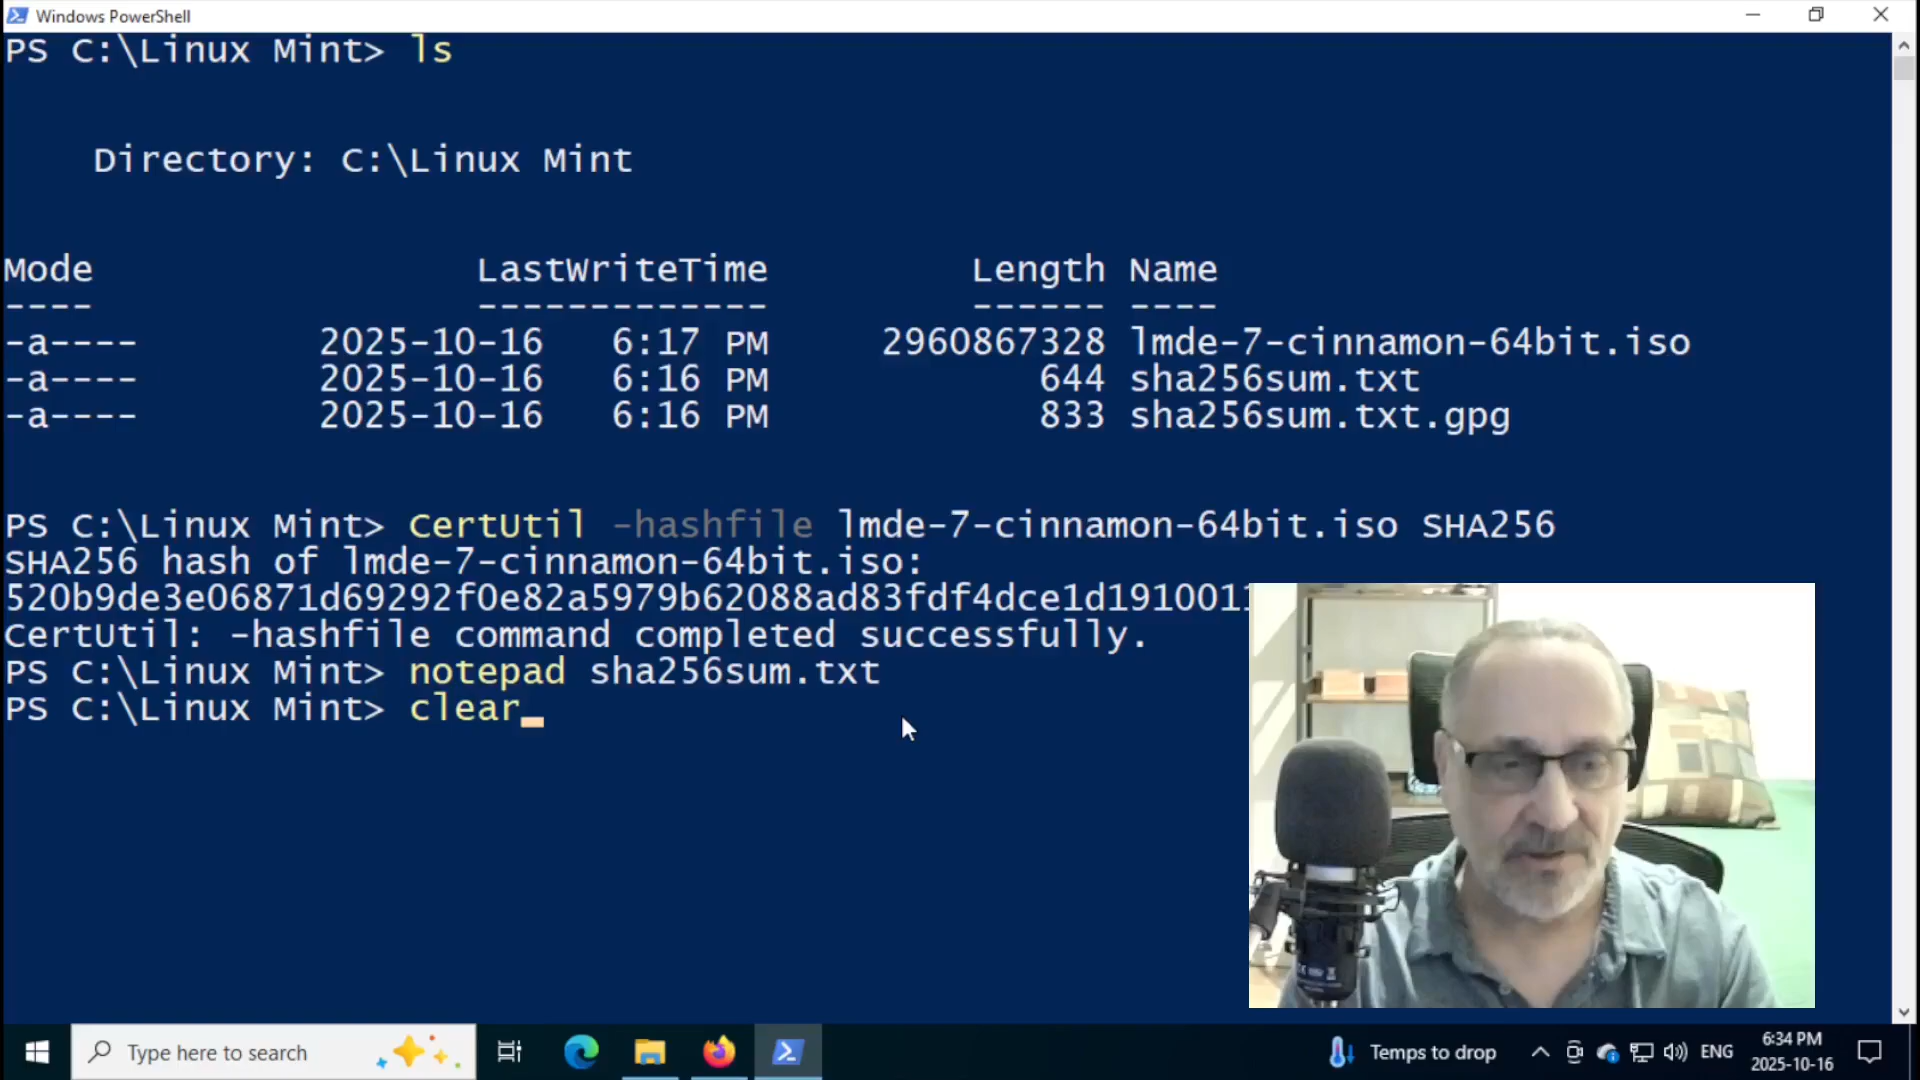 Windows PowerShell
PS C:\Linux Mint> ls
Directory: C:\Linux Mint
Mode LastWriteTime Length Name
---- ------------- ------ ----
-a---- 2025-10-16 6:17 PM 2960867328 lmde-7-cinnamon-64bit.iso
-a---- 2025-10-16 6:16 PM 644 sha256sum.txt
-a---- 2025-10-16 6:16 PM 833 sha256sum.txt.gpg
PS C:\Linux Mint> CertUtil -hashfile lmde-7-cinnamon-64bit.iso SHA256
SHA256 hash of lmde-7-cinnamon-64bit.iso:
520b9de3e06871d69292f0e82a5979b62088ad83fdf4dce1d191001
CertUtil: -hashfile command completed successfully.
PS C:\Linux Mint> notepad sha256sum.txt
PS C:\Linux Mint> clear
Type here to search
Temps to drop
ENG
6:34 PM
2025-10-16